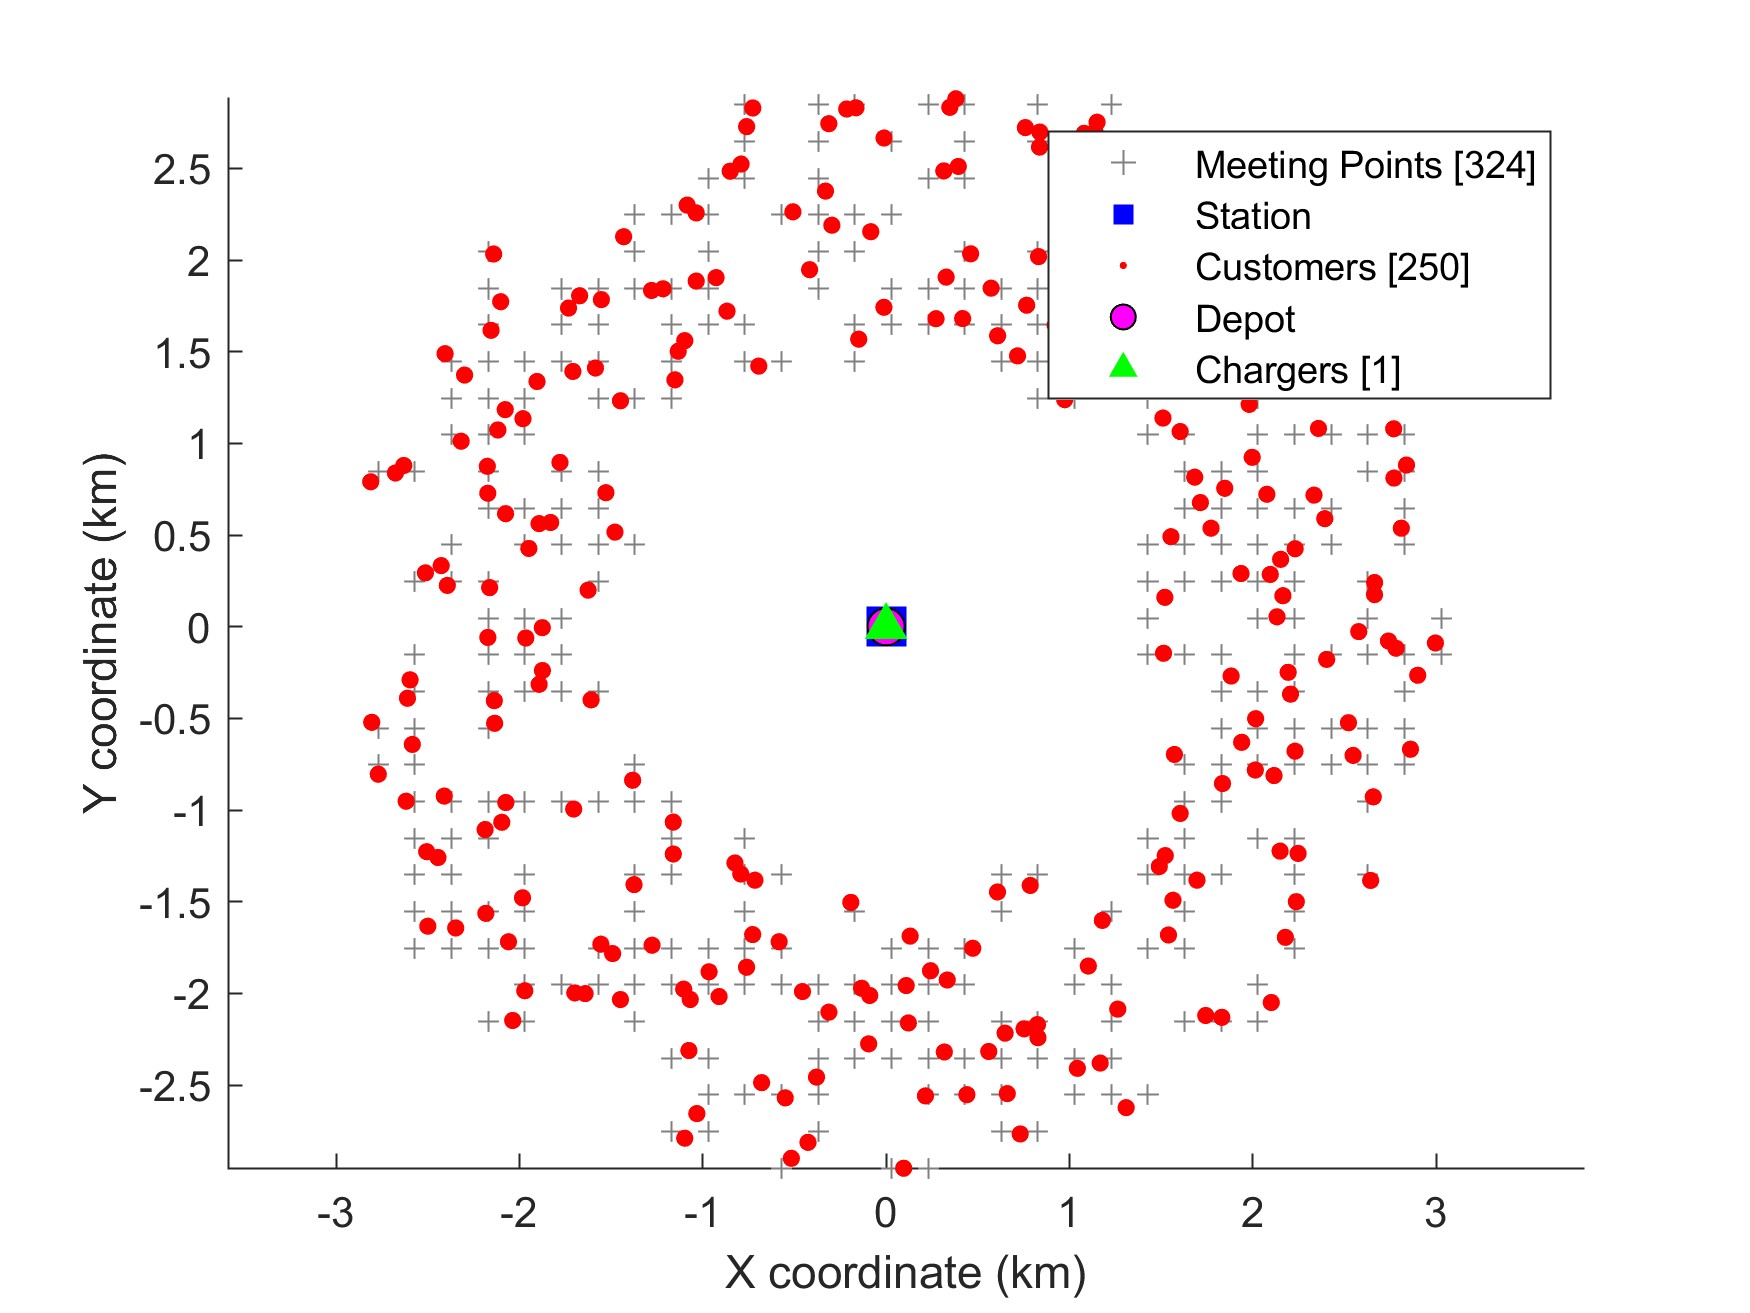 Meeting Points [324]
Station
Customers [250]
Depot
Chargers [1]
2.5
2
1.5
1
0.5
0
-0.5
-1
-1.5
-2
-2.5
Y coordinate (km)
-3 -2 -1 0 1 2 3
X coordinate (km)